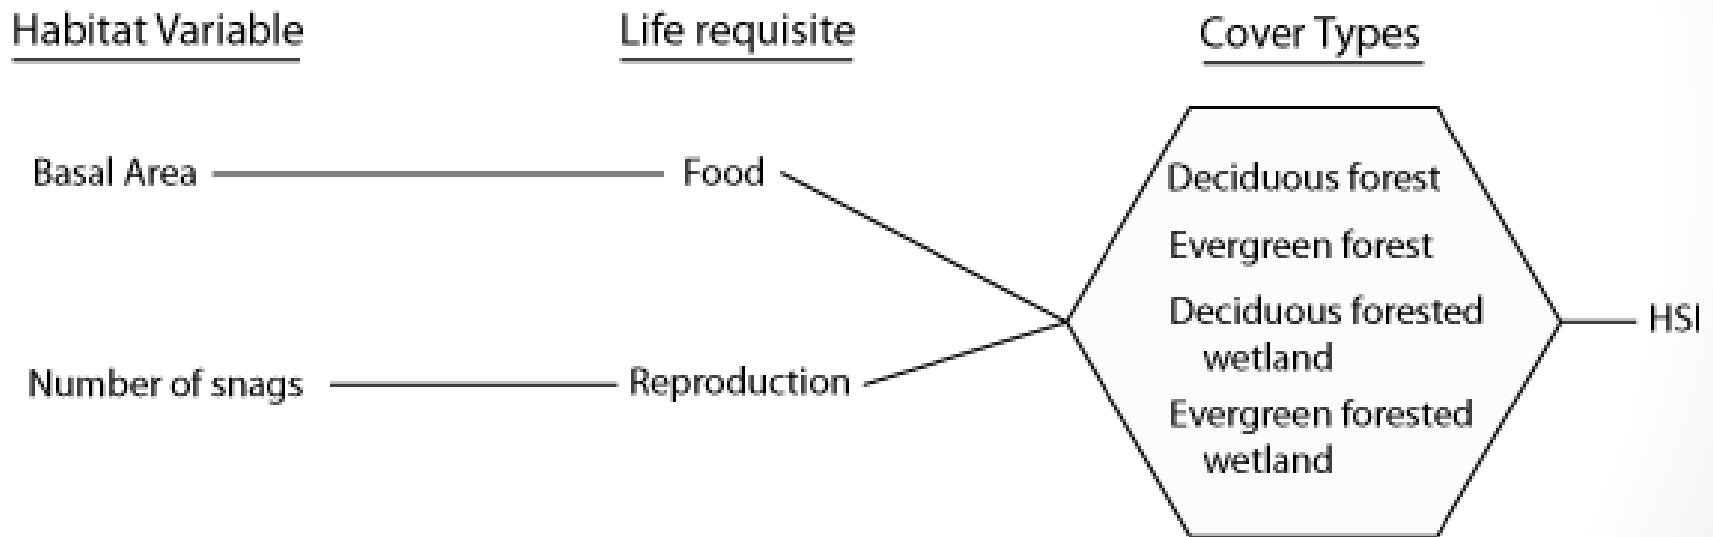 Habitat Variable
Life requisite
Cover Types
Basal Area
Food
Deciduous forest
Evergreen forest
Deciduous forested
wetland
HSI
Number of snags
Reproduction
Evergreen forested
wetland